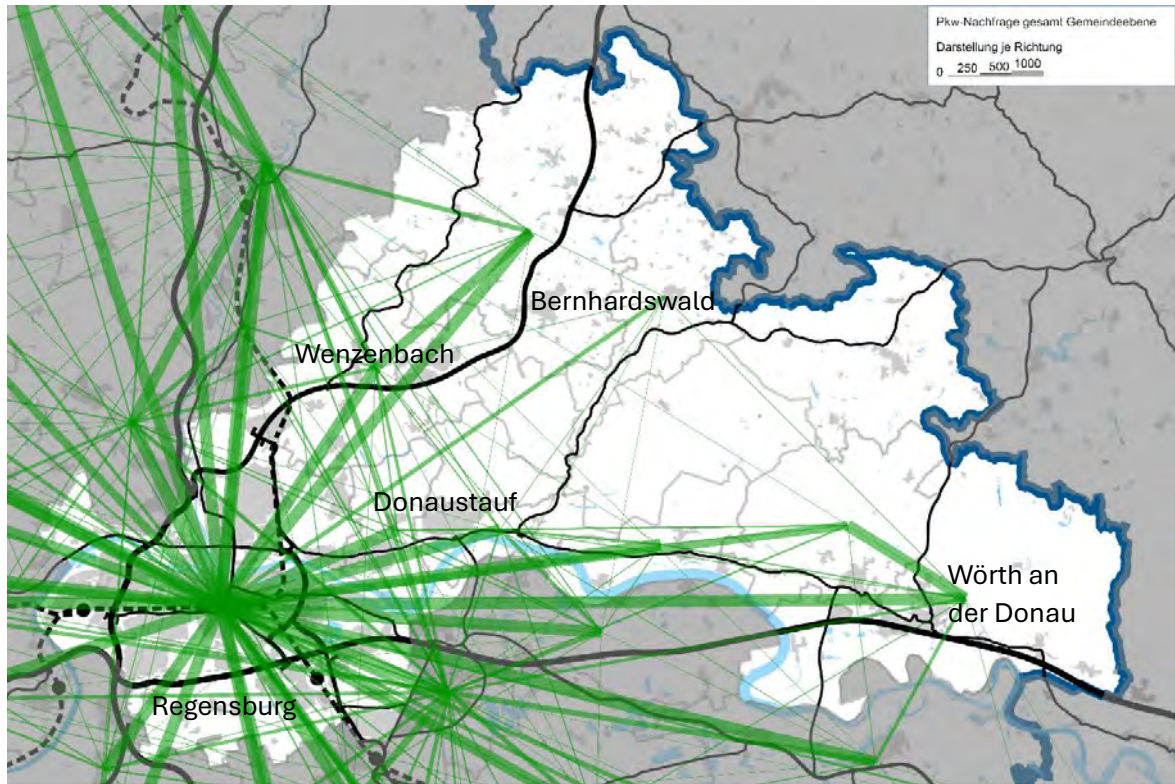 Pkw-Nachfrage gesamt Gemeindeebene
Darstellung je Richtung
0 250 500 1000
Bernhardswald
Wenzenbach
Donaustauf
Wörth an
der Donau
Regensburg